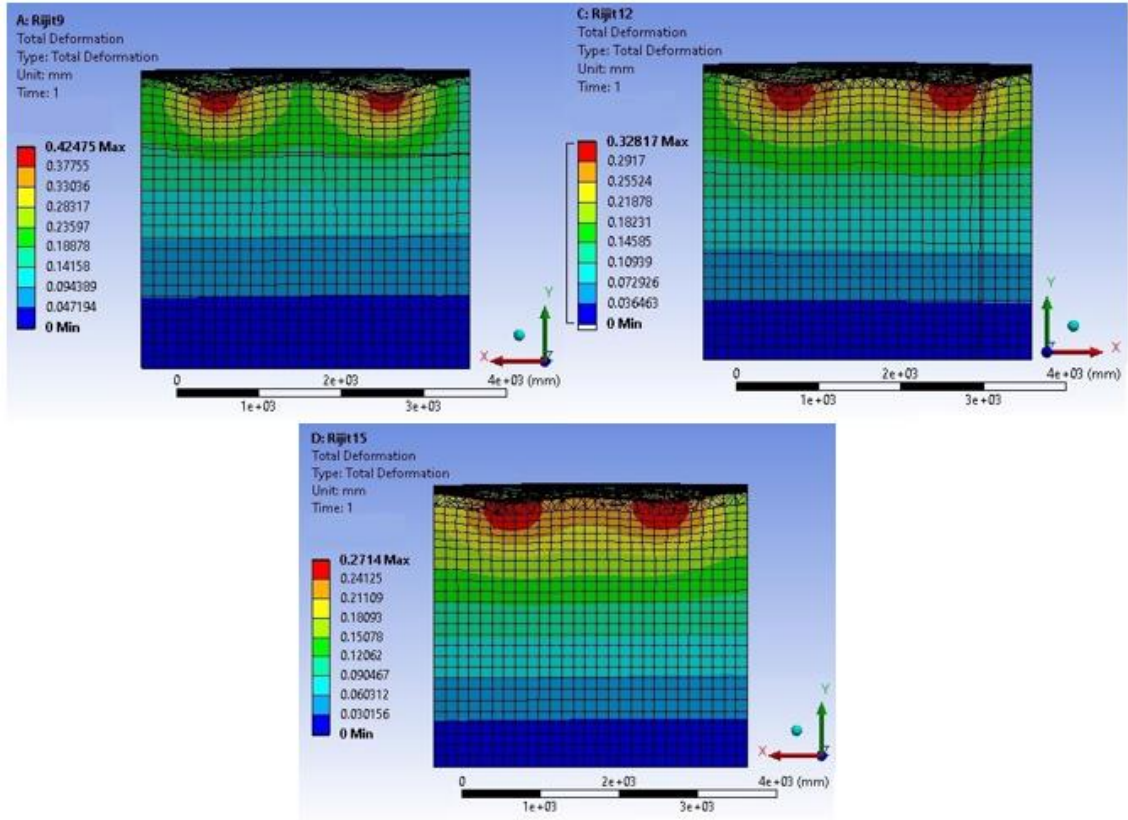 A: Rijit9
Total Deformation
Type: Total Deformation
Unit: mm
Time: 1
0.42475 Max
0.37755
0.33036
0.28317
0.23597
0.18878
0.14158
0.094389
0.047194
0 Min
Y
X
Z
0 2e+03 4e+03 (mm)
1e+03 3e+03
C: Rijit12
Total Deformation
Type: Total Deformation
Unit: mm
Time: 1
0.32817 Max
0.2917
0.25524
0.21878
0.18231
0.14585
0.10939
0.072926
0.036463
0 Min
Y
X
Z
0 2e+03 4e+03 (mm)
1e+03 3e+03
D: Rijit15
Total Deformation
Type: Total Deformation
Unit: mm
Time: 1
0.2714 Max
0.24125
0.21109
0.18093
0.15078
0.12062
0.090467
0.060312
0.030156
0 Min
Y
X
Z
0 2e+03 4e+03 (mm)
1e+03 3e+03